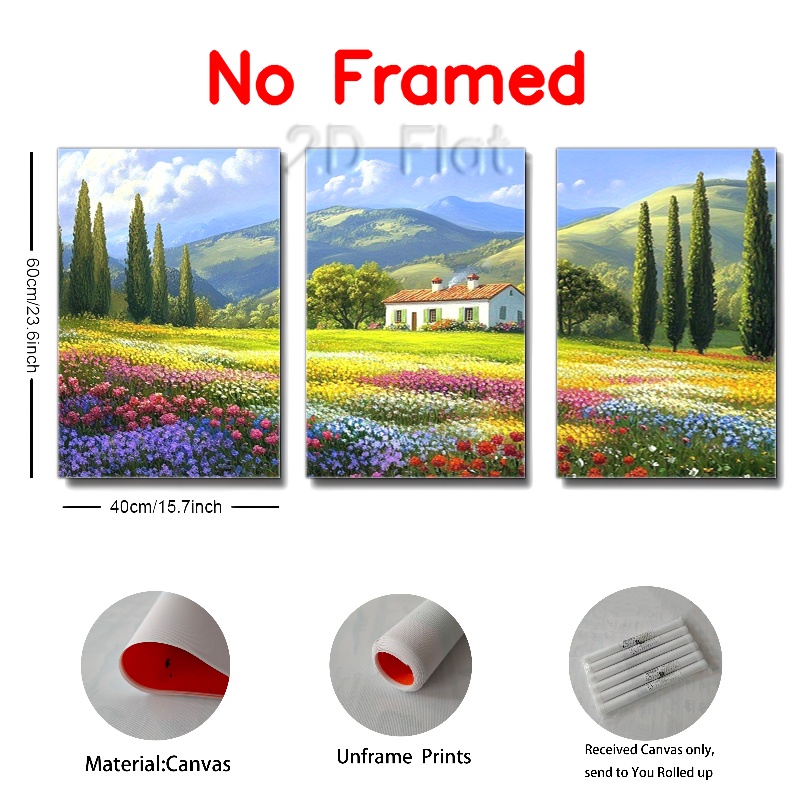 No Framed
2D Flat
60cm/23.6inch
40cm/15.7inch
Material:Canvas
Unframe Prints
Received Canvas only,
send to You Rolled up